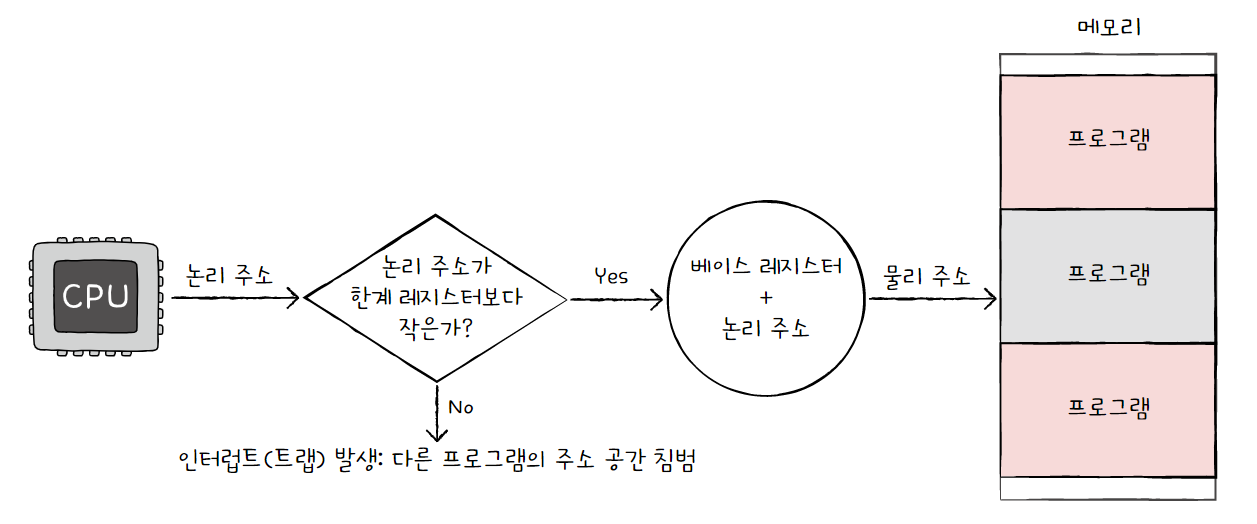 메모리
프로그램
프로그램
프로그램
CPU
논리 주소
논리 주소가
한계 레지스터보다
작은가?
Yes
베이스 레지스터
+
논리 주소
물리 주소
No
인터럽트(트랩) 발생: 다른 프로그램의 주소 공간 침범